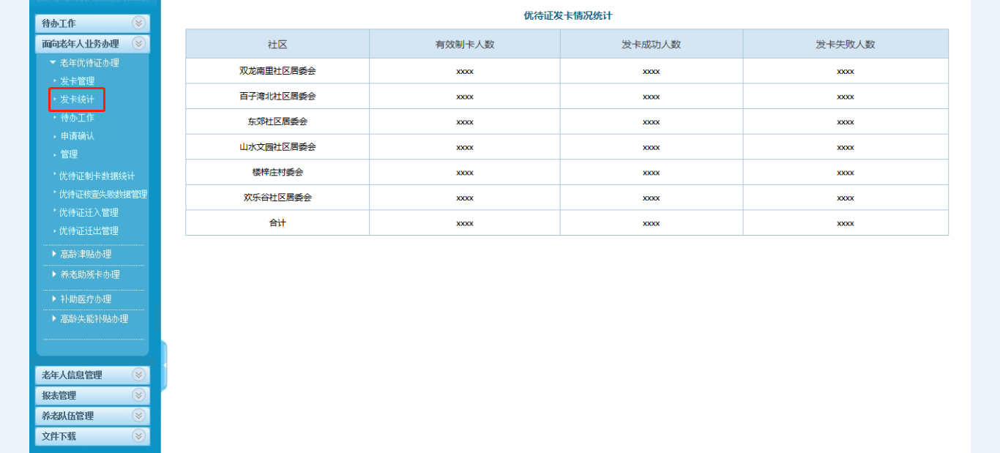 待办工作
面向老年人业务办理
老年优待证办理
发卡管理
发卡统计
待办工作
申请确认
管理
优待证制卡数据统计
优待证核查失败数据管理
优待证迁入管理
优待证迁出管理
高龄津贴办理
养老助残卡办理
补助医疗办理
高龄失能补贴办理
老年人信息管理
报表管理
养老队伍管理
文件下载
优待证发卡情况统计
社区 有效制卡人数 发卡成功人数 发卡失败人数
双龙南里社区居委会 xxxx xxxx xxxx
百子湾北社区居委会 xxxx xxxx xxxx
东郊社区居委会 xxxx xxxx xxxx
山水文园社区居委会 xxxx xxxx xxxx
楼梓庄村委会 xxxx xxxx xxxx
欢乐谷社区居委会 xxxx xxxx xxxx
合计 xxxx xxxx xxxx